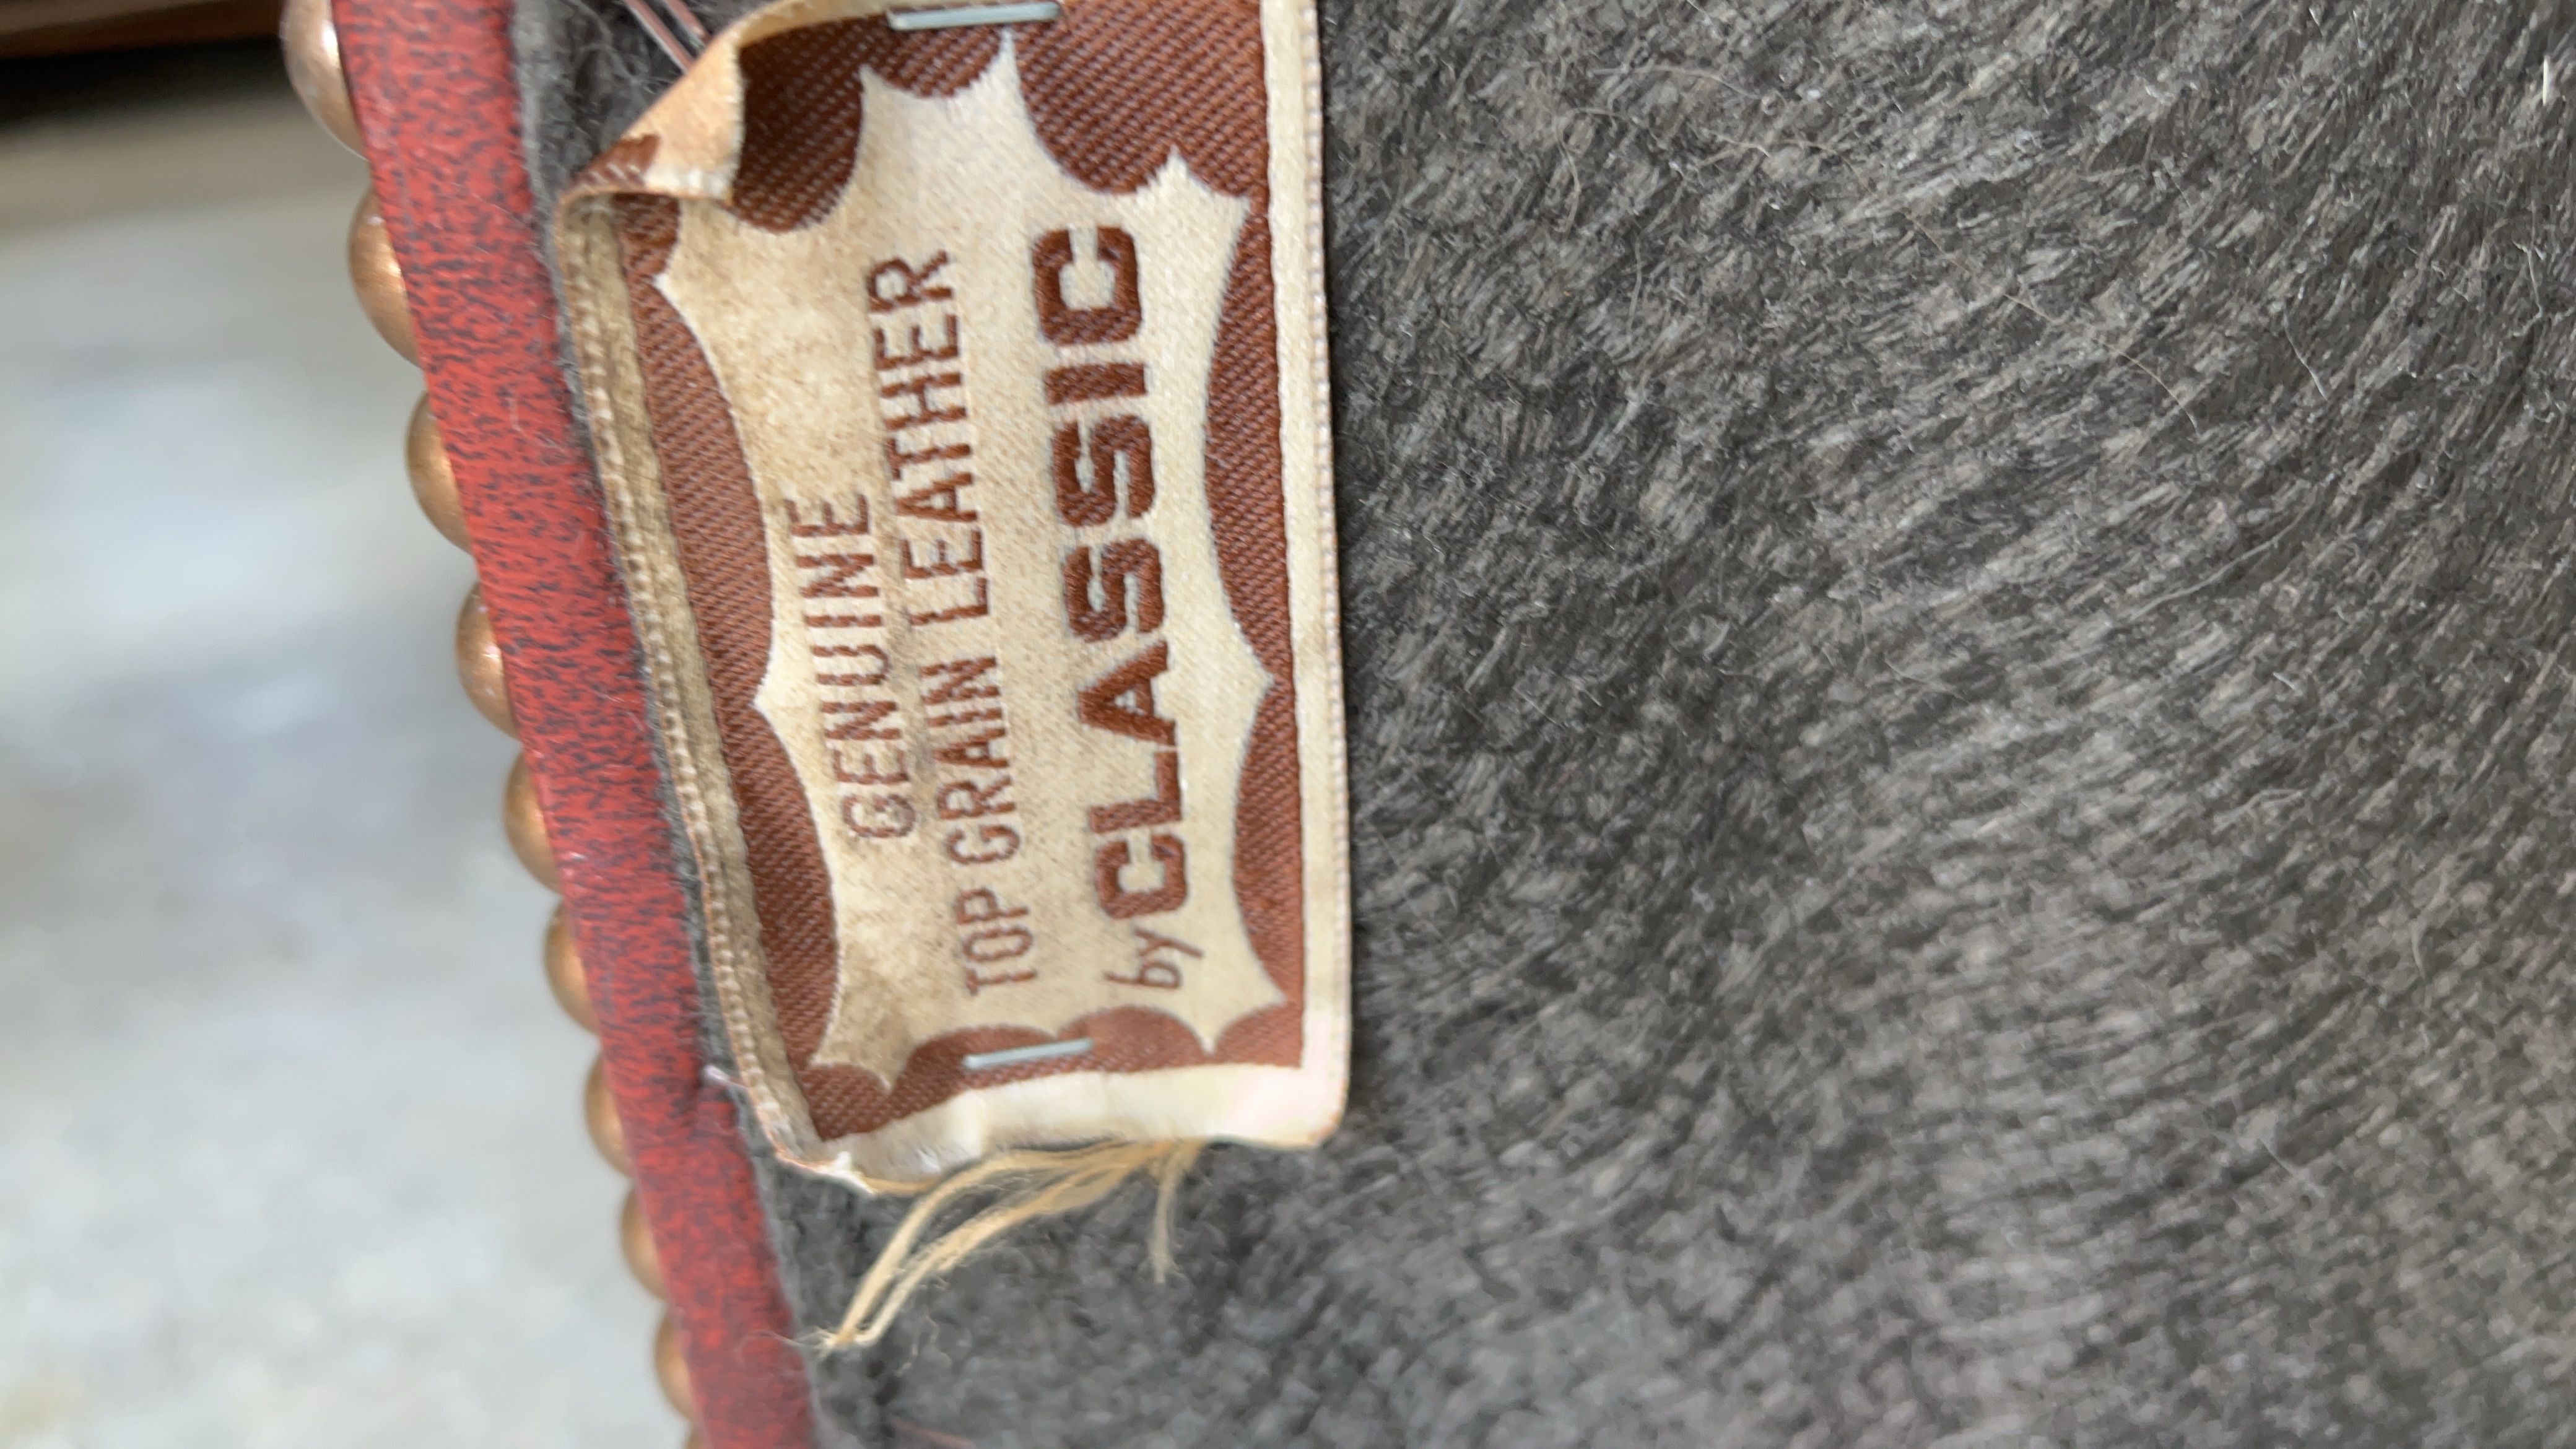 GENUINE
TOP GRAIN LEATHER
by CLASSIC